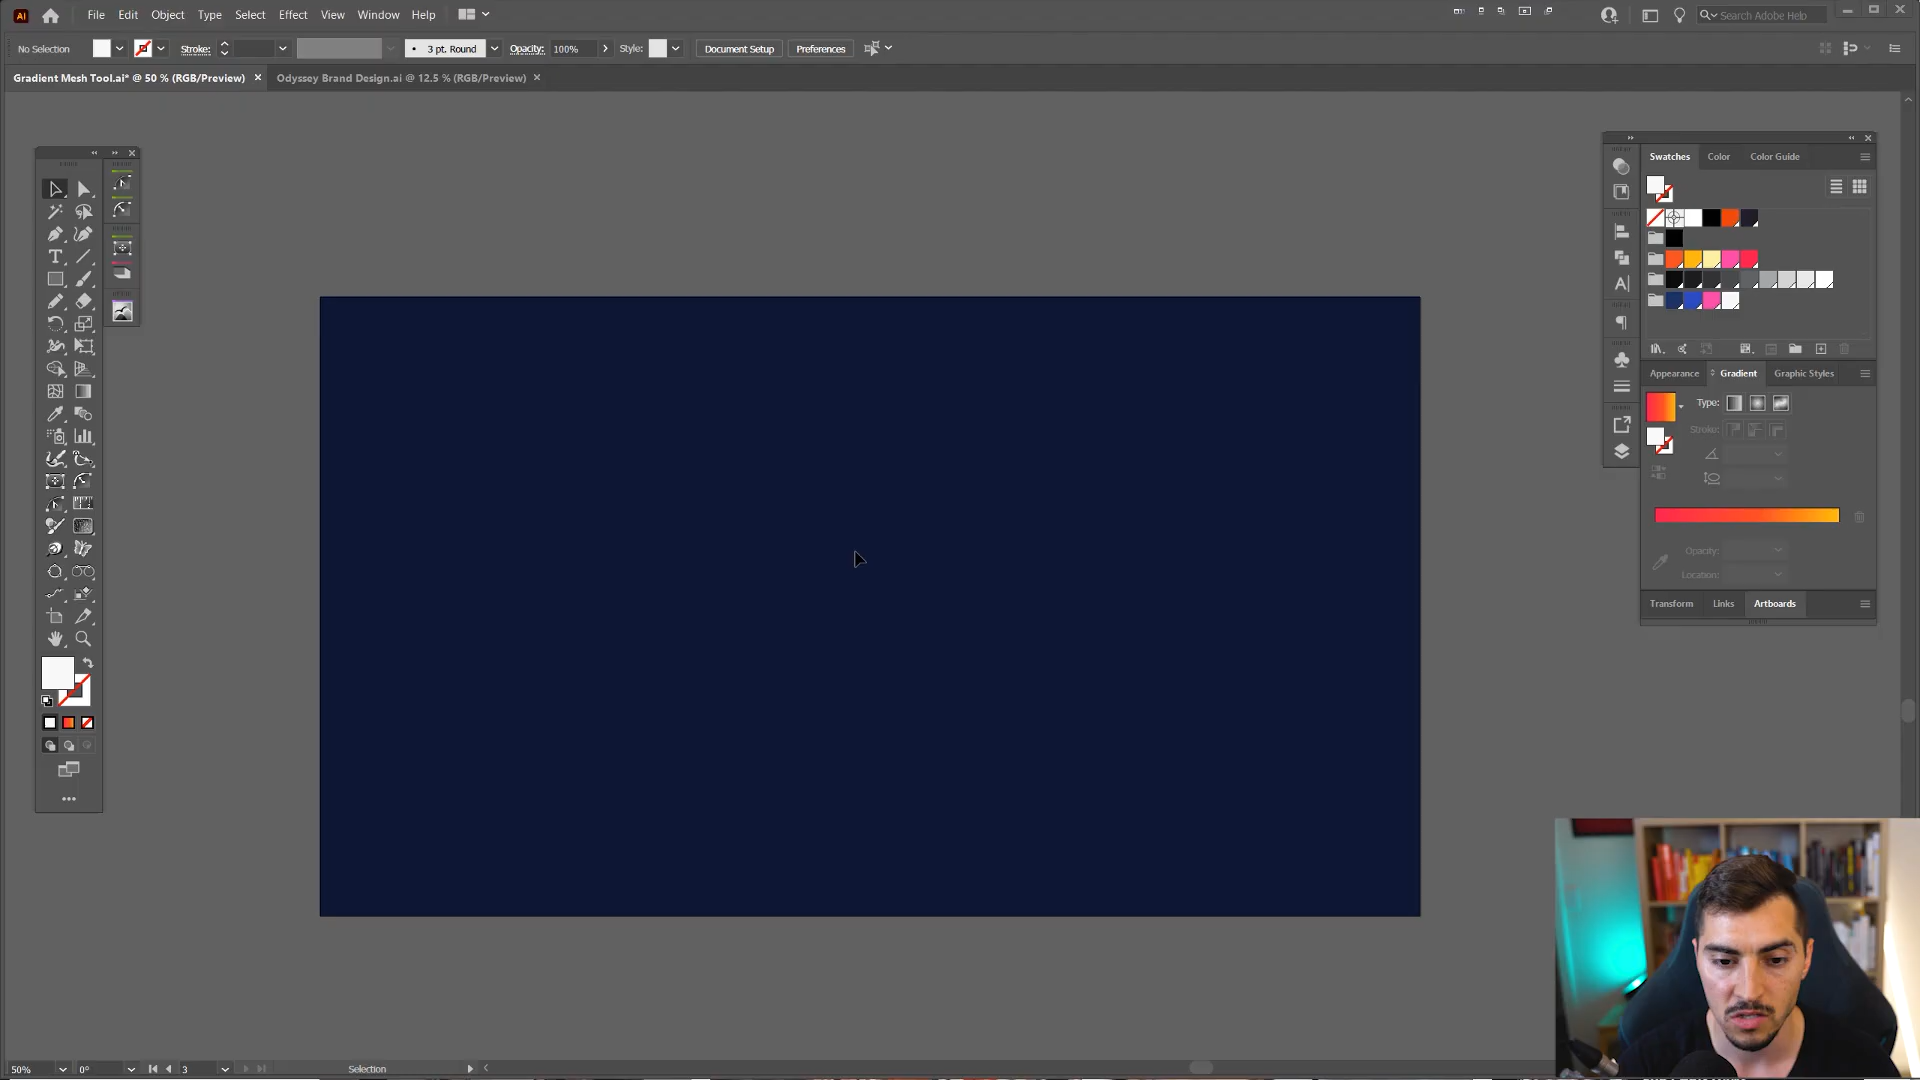 Ai File Edit Object Type Select Effect View Window Help Search Adobe Help
No Selection Stroke: 3 pt. Round Opacity: 100% Style: Document Setup Preferences
Gradient Mesh Tool.ai* @ 50 % (RGB/Preview) Odyssey Brand Design.ai @ 12.5 % (RGB/Preview)
Swatches Color Color Guide
Appearance Gradient Graphic Styles
Type:
Stroke:
Opacity:
Location:
Transform Links Artboards
50% 0° 3 Selection